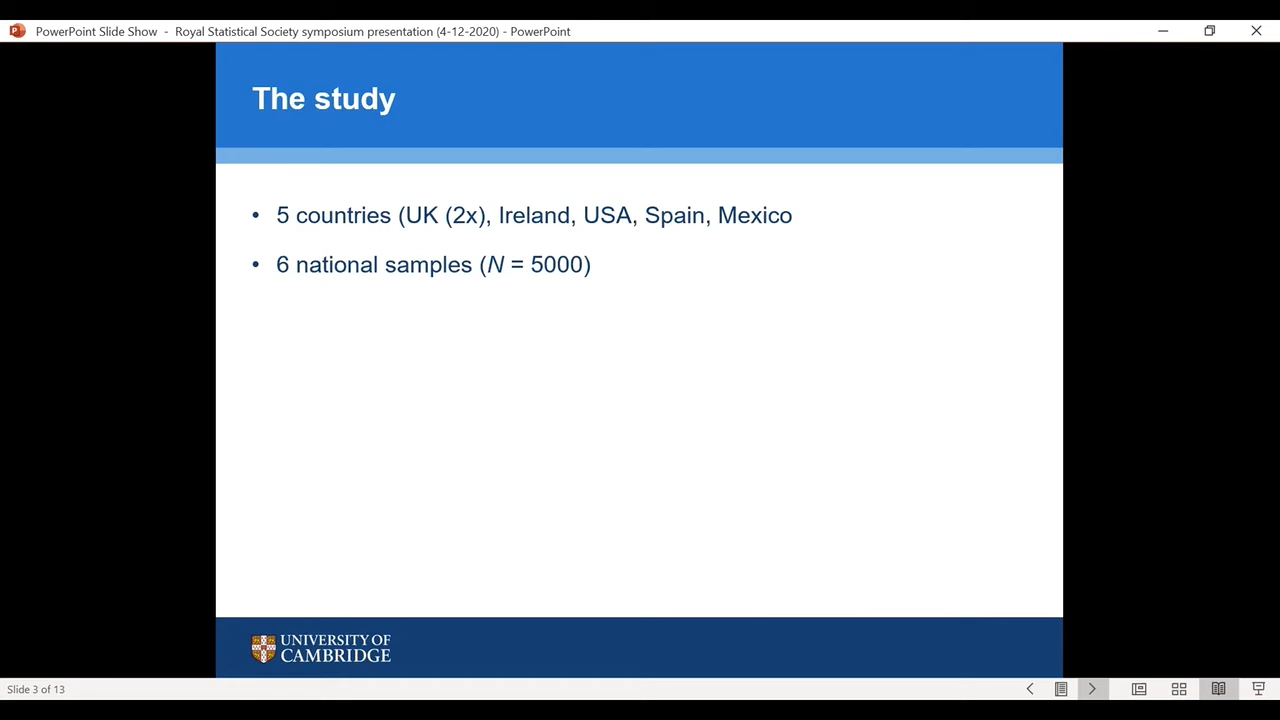 PowerPoint Slide Show - Royal Statistical Society symposium presentation (4-12-2020) - PowerPoint
The study
• 5 countries (UK (2x), Ireland, USA, Spain, Mexico
• 6 national samples (N = 5000)
UNIVERSITY OF
CAMBRIDGE
Slide 3 of 13